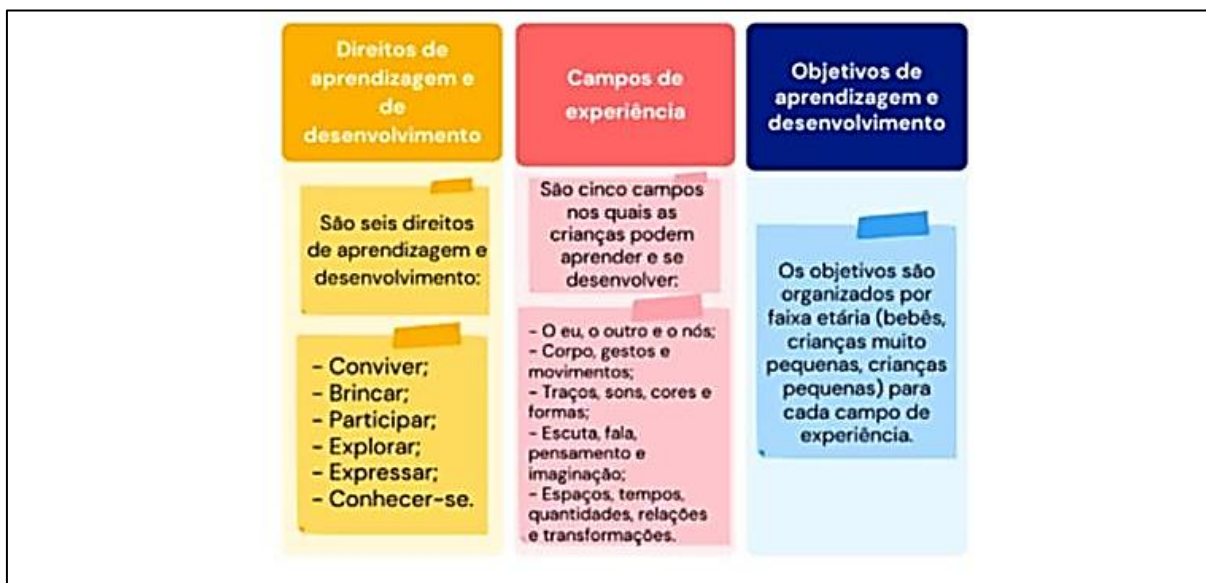 Direitos de
aprendizagem e
de
desenvolvimento
São seis direitos
de aprendizagem e
desenvolvimento:
- Conviver;
- Brincar;
- Participar;
- Explorar;
- Expressar;
- Conhecer-se.
Campos de
experiência
São cinco campos
nos quais as
crianças podem
aprender e se
desenvolver:
- O eu, o outro e o nós;
- Corpo, gestos e
movimentos;
- Traços, sons, cores e
formas;
- Escuta, fala,
pensamento e
imaginação;
- Espaços, tempos,
quantidades, relações
e transformações.
Objetivos de
aprendizagem e
desenvolvimento
Os objetivos são
organizados por
faixa etária (bebês,
crianças muito
pequenas, crianças
pequenas) para
cada campo de
experiência.